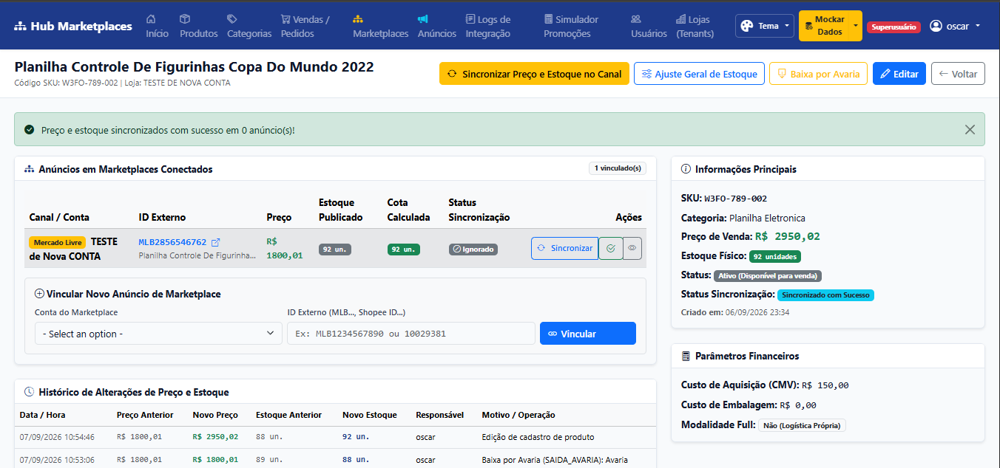 Hub Marketplaces
Início
Produtos
Categorias
Vendas / Pedidos
Marketplaces
Anúncios
Logs de Integração
Simulador Promoções
Usuários
Lojas (Tenants)
Tema
Mockar Dados
Superusuário
oscar
Planilha Controle De Figurinhas Copa Do Mundo 2022
Código SKU: W3FO-789-002 | Loja: TESTE DE NOVA CONTA
Sincronizar Preço e Estoque no Canal
Ajuste Geral de Estoque
Baixa por Avaria
Editar
← Voltar
Preço e estoque sincronizados com sucesso em 0 anúncio(s)!
Anúncios em Marketplaces Conectados
1 vinculado(s)
Canal / Conta ID Externo Preço Estoque Publicado Cota Calculada Status Sincronização Ações
Mercado Livre TESTE de Nova CONTA
MLB2856546762
Planilha Controle De Figurinha...
R$ 1800,01
92 un.
92 un.
Ignorado
Sincronizar
Vincular Novo Anúncio de Marketplace
Conta do Marketplace
ID Externo (MLB..., Shopee ID...)
- Select an option -
Ex: MLB1234567890 ou 10029381
Vincular
Histórico de Alterações de Preço e Estoque
Data / Hora Preço Anterior Novo Preço Estoque Anterior Novo Estoque Responsável Motivo / Operação
07/09/2026 10:54:46 R$ 1800,01 R$ 2950,02 88 un. 92 un. oscar Edição de cadastro de produto
07/09/2026 10:53:06 R$ 1800,01 R$ 1800,01 89 un. 88 un. oscar Baixa por Avaria (SAIDA_AVARIA): Avaria
Informações Principais
SKU: W3FO-789-002
Categoria: Planilha Eletronica
Preço de Venda: R$ 2950,02
Estoque Físico: 92 unidades
Status: Ativo (Disponível para venda)
Status Sincronização: Sincronizado com Sucesso
Criado em: 06/09/2026 23:34
Parâmetros Financeiros
Custo de Aquisição (CMV): R$ 150,00
Custo de Embalagem: R$ 0,00
Modalidade Full: Não (Logística Própria)